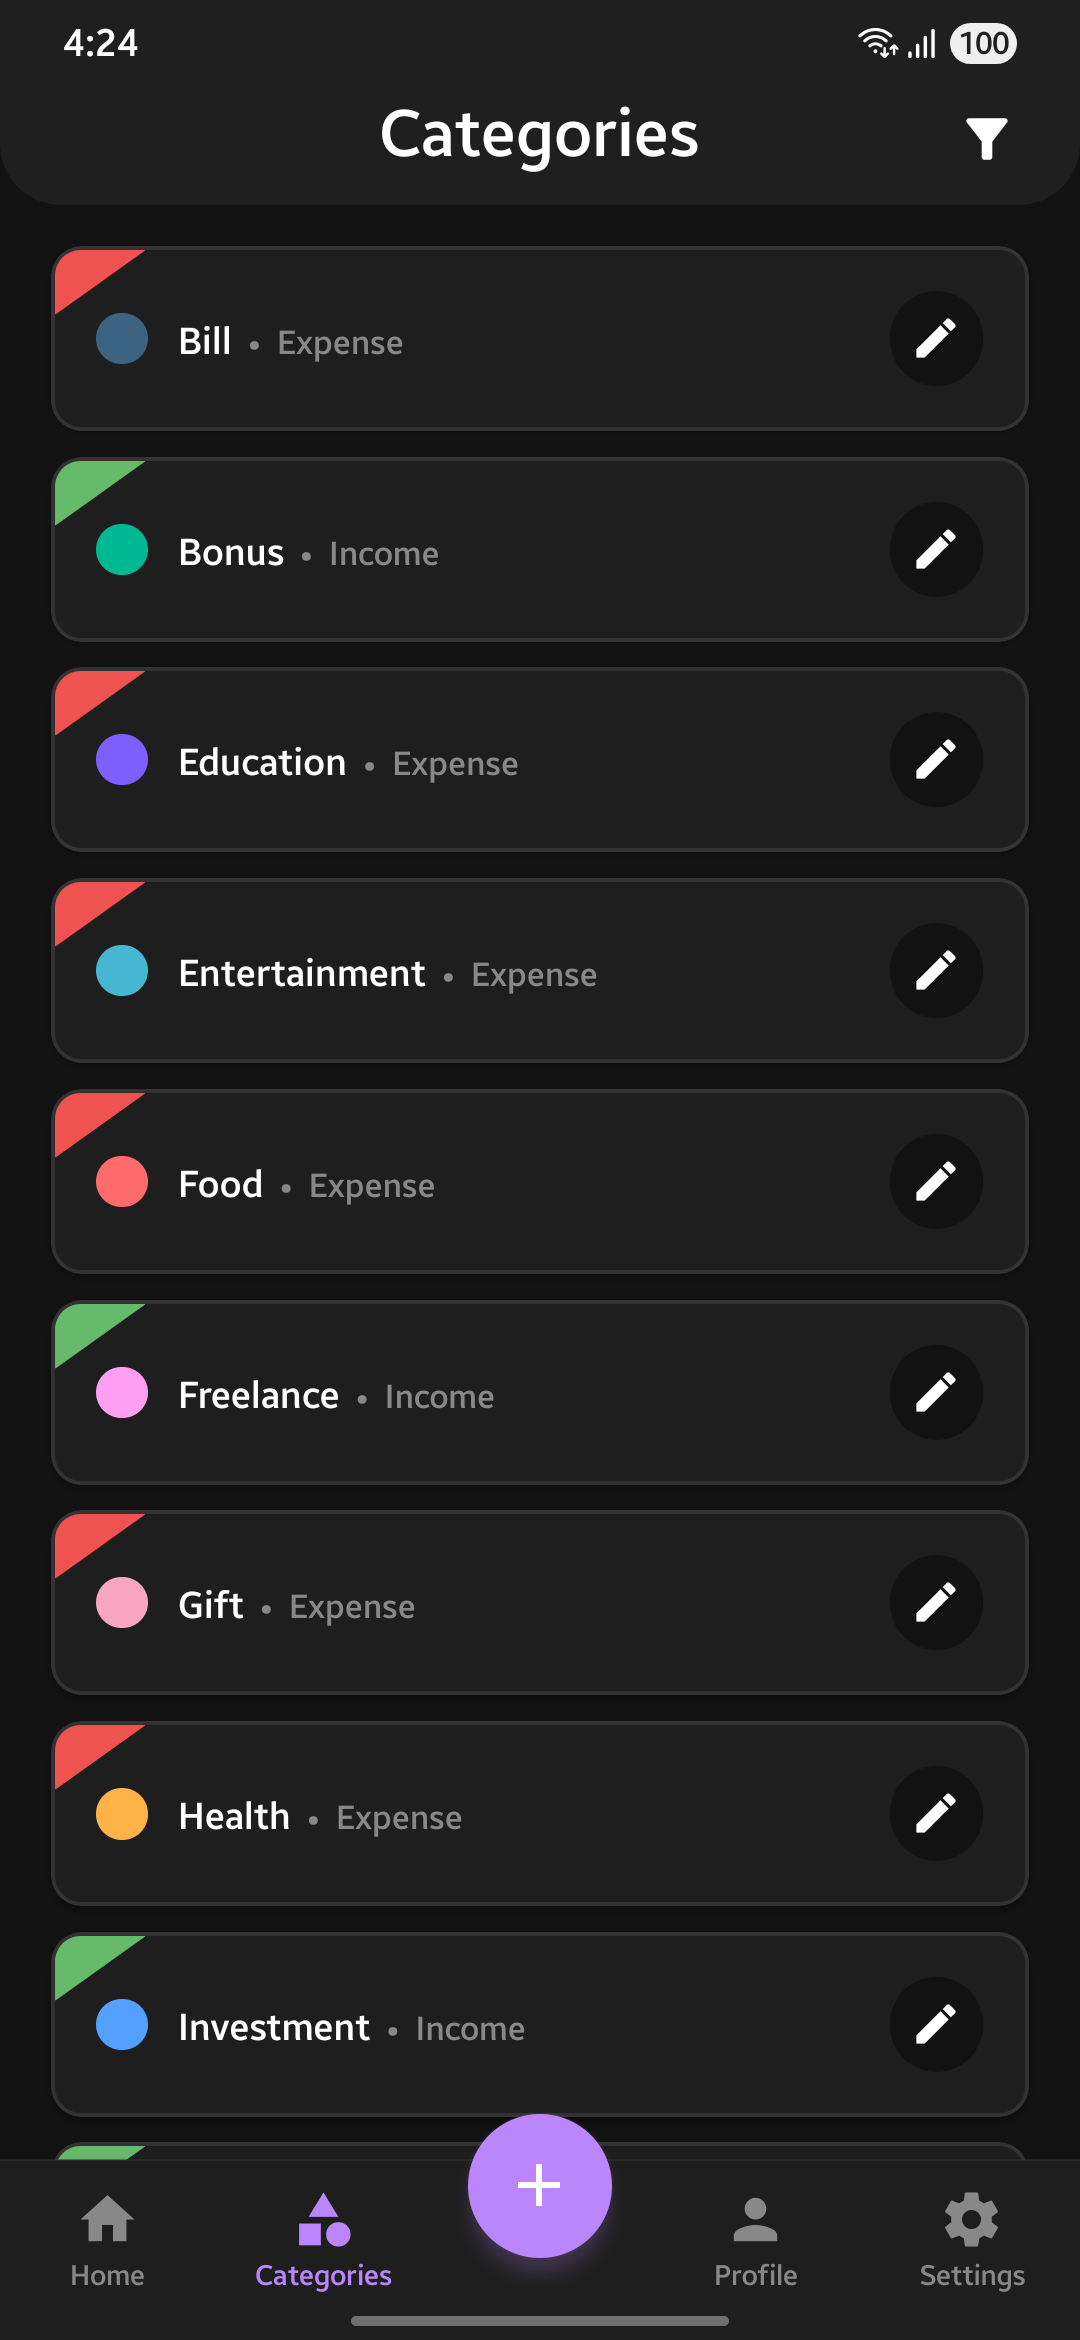 4:24
100
Categories
Bill • Expense
Bonus • Income
Education • Expense
Entertainment • Expense
Food • Expense
Freelance • Income
Gift • Expense
Health • Expense
Investment • Income
Home
Categories
Profile
Settings